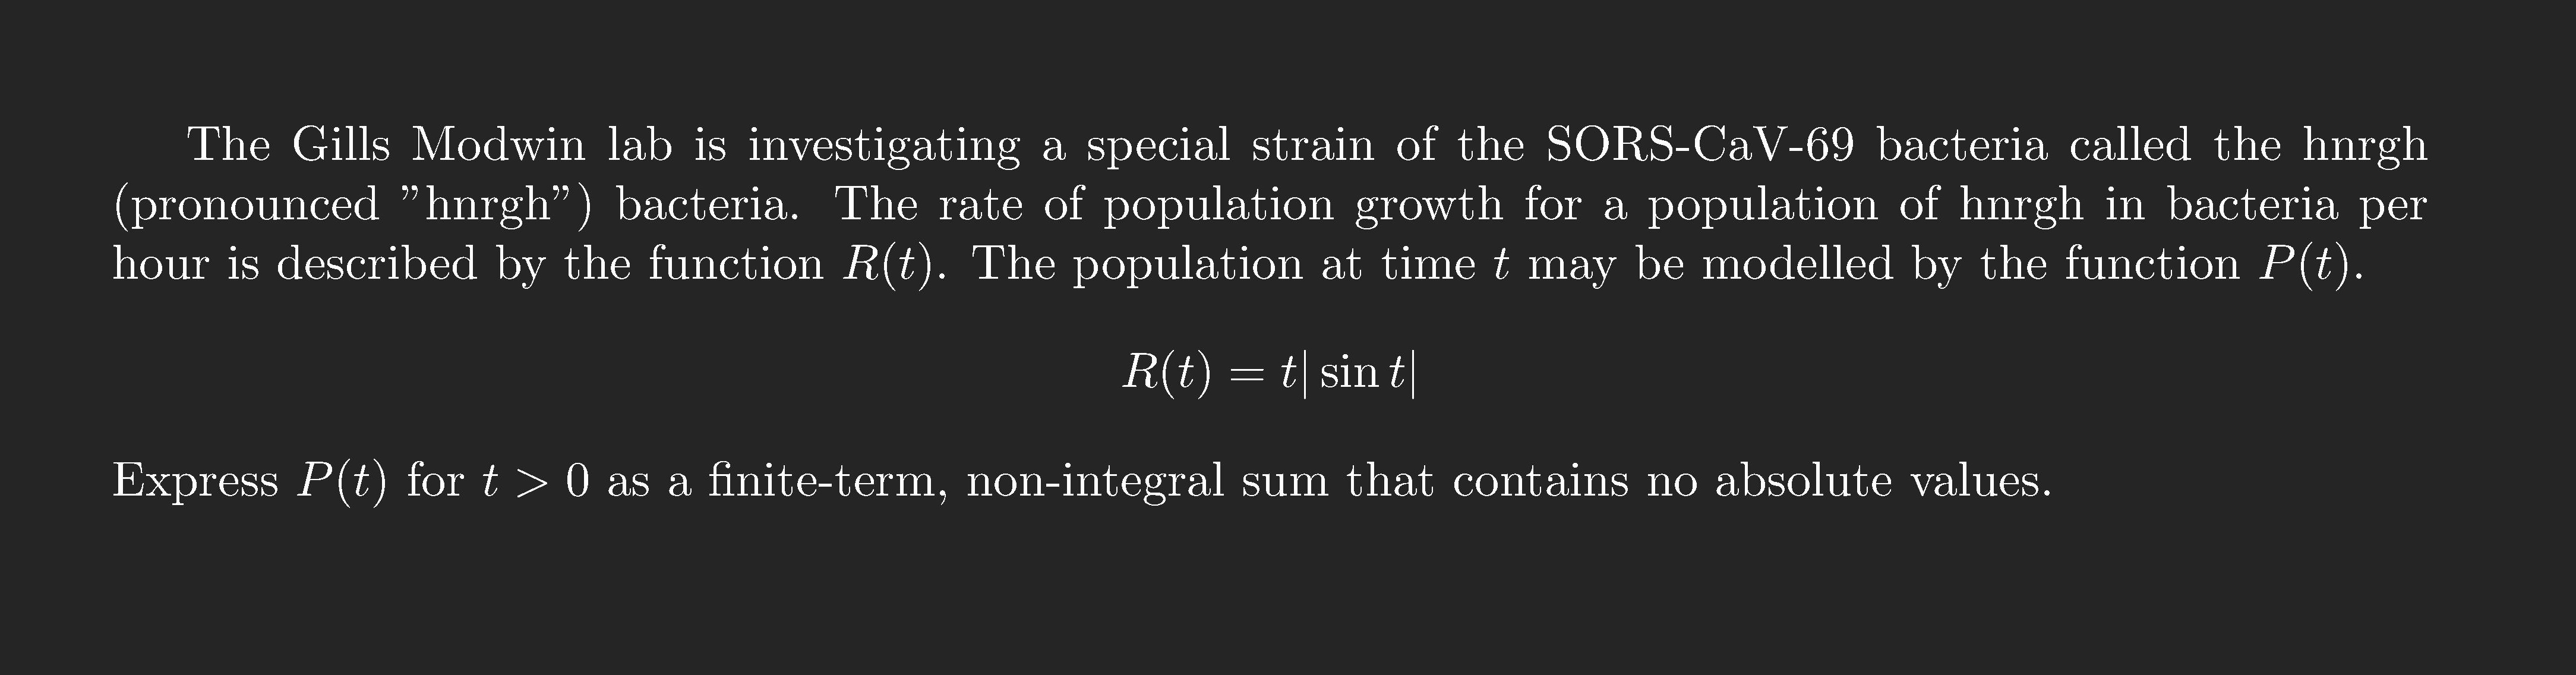 The Gills Modwin lab is investigating a special strain of the SORS-CaV-69 bacteria called the hnrgh
(pronounced ”hnrgh”) bacteria. The rate of population growth for a population of hnrgh in bacteria per
hour is described by the function R(t). The population at time t may be modelled by the function P(t).
R(t) = t| sin t|
Express P(t) for t > 0 as a finite-term, non-integral sum that contains no absolute values.